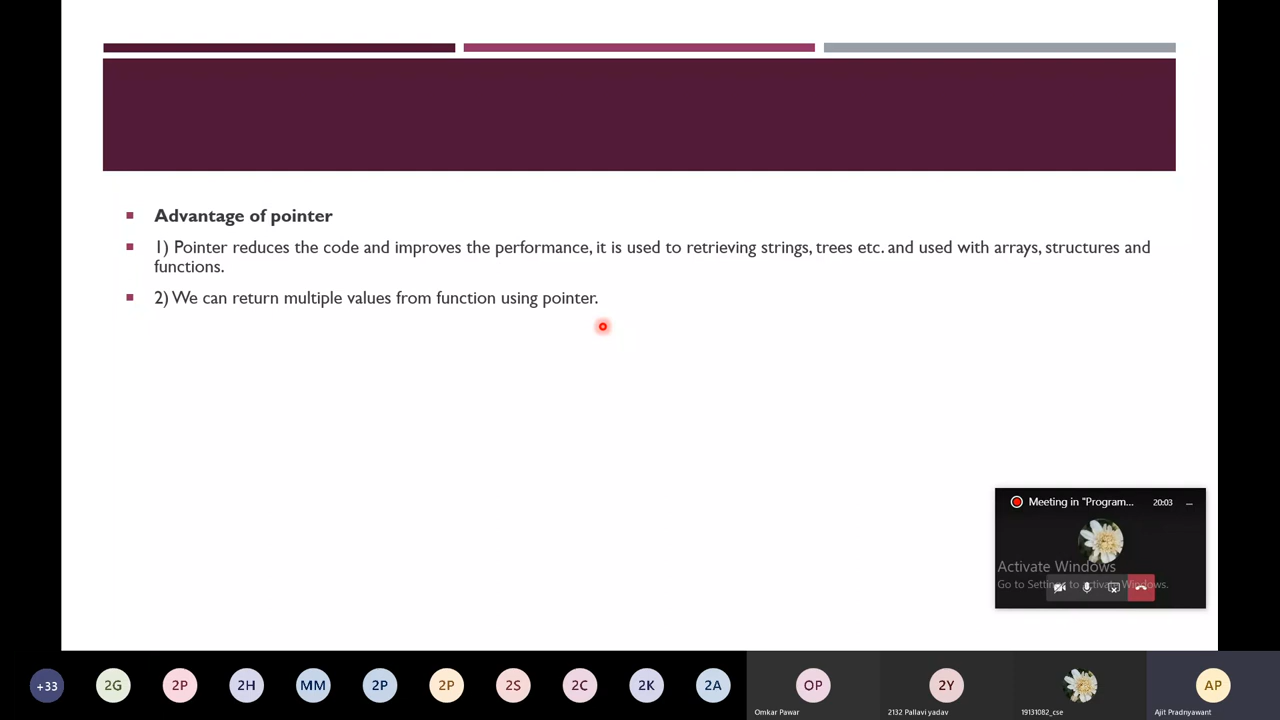 Advantage of pointer
1) Pointer reduces the code and improves the performance, it is used to retrieving strings, trees etc. and used with arrays, structures and
functions.
2) We can return multiple values from function using pointer.
Meeting in "Program... 20:03
Activate Windows
Go to Settings to activate Windows.
+33 2G 2P 2H MM 2P 2P 2S 2C 2K 2A OP 2Y AP
Omkar Pawar 2132 Pallavi yadav 19131082_cse Ajit Pradnyawant